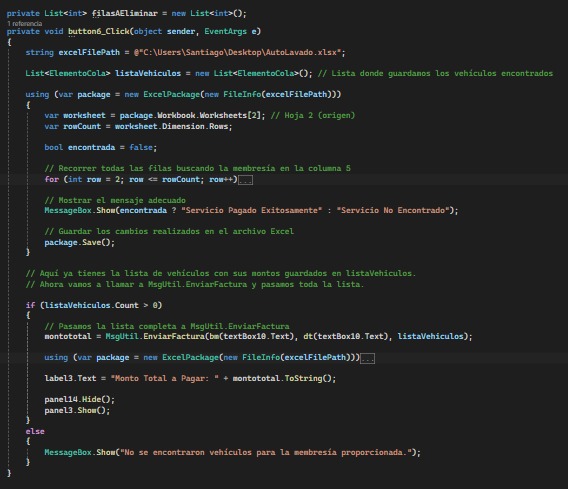 private List<int> filasAEliminar = new List<int>();
1 referencia
private void button6_Click(object sender, EventArgs e)
{
string excelFilePath = @"C:\Users\Santiago\Desktop\AutoLavado.xlsx";
List<ElementoCola> listaVehiculos = new List<ElementoCola>(); // Lista donde guardamos los vehículos encontrados
using (var package = new ExcelPackage(new FileInfo(excelFilePath)))
{
var worksheet = package.Workbook.Worksheets[2]; // Hoja 2 (origen)
var rowCount = worksheet.Dimension.Rows;
bool encontrada = false;
// Recorrer todas las filas buscando la membresía en la columna 5
for (int row = 2; row <= rowCount; row++)...
// Mostrar el mensaje adecuado
MessageBox.Show(encontrada ? "Servicio Pagado Exitosamente" : "Servicio No Encontrado");
// Guardar los cambios realizados en el archivo Excel
package.Save();
}
// Aquí ya tienes la lista de vehículos con sus montos guardados en listaVehiculos.
// Ahora vamos a llamar a MsgUtil.EnviarFactura y pasamos toda la lista.
if (listaVehiculos.Count > 0)
{
// Pasamos la lista completa a MsgUtil.EnviarFactura
montototal = MsgUtil.EnviarFactura(bm(textBox10.Text), dt(textBox10.Text), listaVehiculos);
using (var package = new ExcelPackage(new FileInfo(excelFilePath)))...
label3.Text = "Monto Total a Pagar: " + montototal.ToString();
panel14.Hide();
panel3.Show();
}
else
{
MessageBox.Show("No se encontraron vehículos para la membresía proporcionada.");
}
}